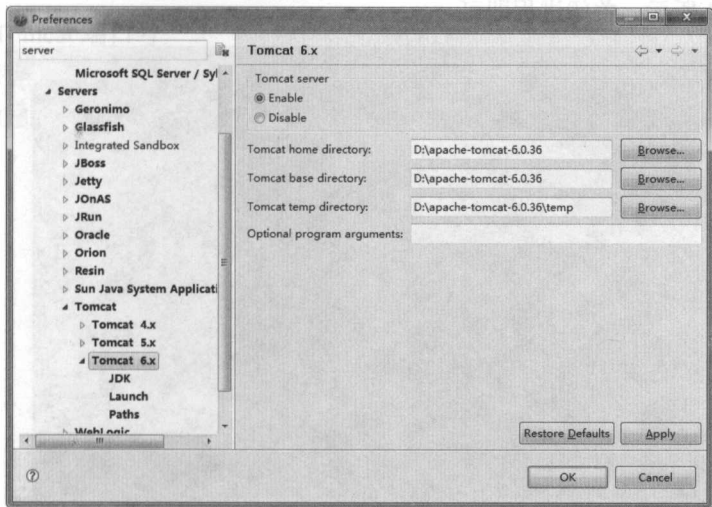 Preferences
server
Microsoft SQL Server / Syl
Servers
Geronimo
Glassfish
Integrated Sandbox
JBoss
Jetty
JOnAS
JRun
Oracle
Orion
Resin
Sun Java System Applicati
Tomcat
Tomcat 4.x
Tomcat 5.x
Tomcat 6.x
JDK
Launch
Paths
WebLogic
Tomcat 6.x
Tomcat server
Enable
Disable
Tomcat home directory: D:\apache-tomcat-6.0.36 Browse...
Tomcat base directory: D:\apache-tomcat-6.0.36 Browse...
Tomcat temp directory: D:\apache-tomcat-6.0.36\temp Browse...
Optional program arguments:
Restore Defaults Apply
OK Cancel